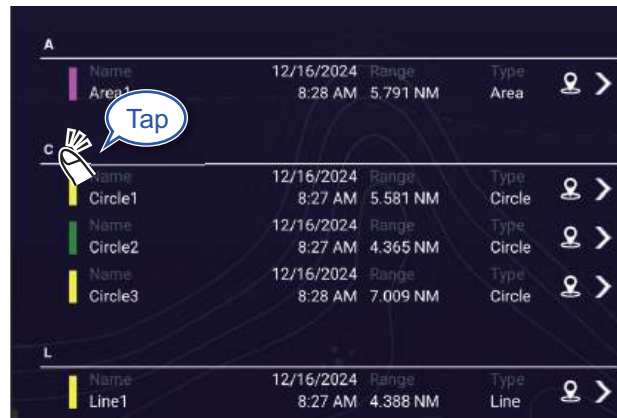 A
Name 12/16/2024 Range Type
Area1 8:28 AM 5.791 NM Area
Tap
C
Name 12/16/2024 Range Type
Circle1 8:27 AM 5.581 NM Circle
Name 12/16/2024 Range Type
Circle2 8:27 AM 4.365 NM Circle
Name 12/16/2024 Range Type
Circle3 8:28 AM 7.009 NM Circle
L
Name 12/16/2024 Range Type
Line1 8:27 AM 4.388 NM Line